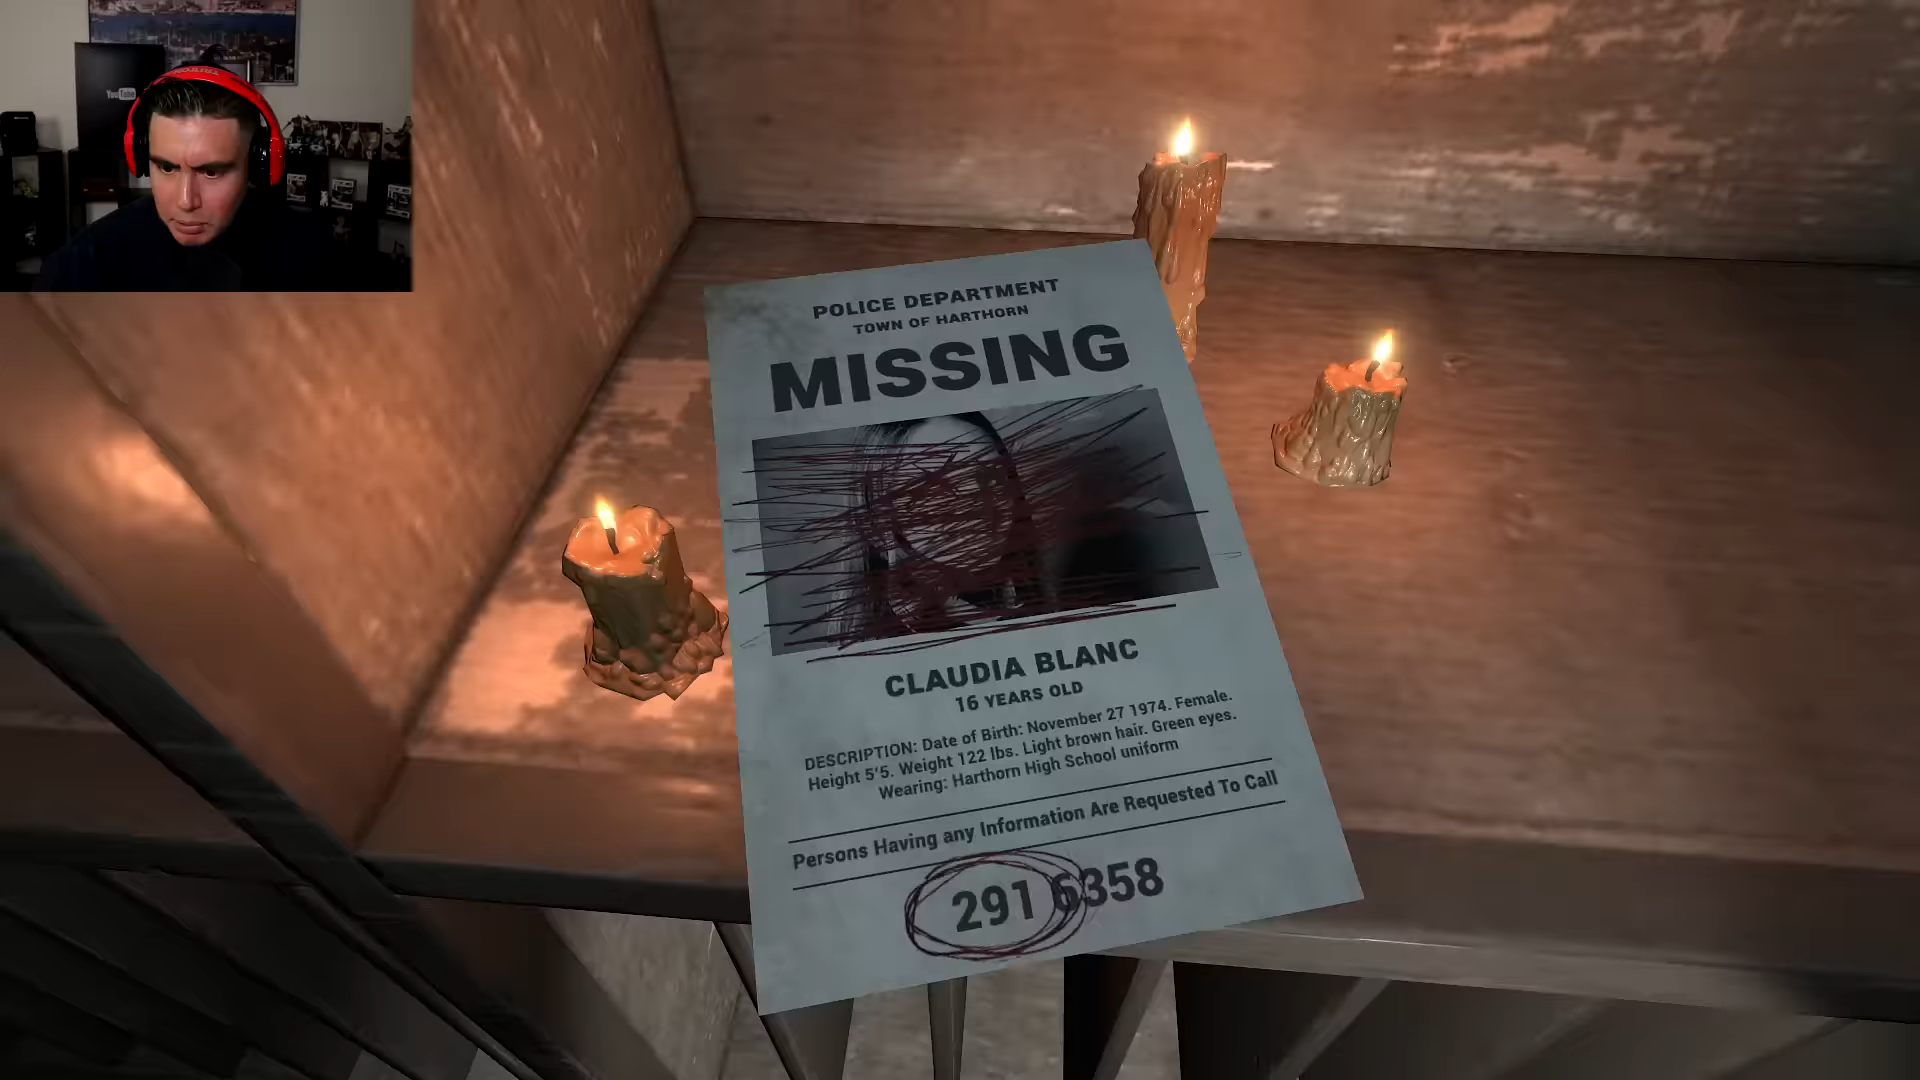 YouTube
POLICE DEPARTMENT
TOWN OF HARTHORN
MISSING
CLAUDIA BLANC
16 YEARS OLD
DESCRIPTION: Date of Birth: November 27 1974. Female.
Height 5'5. Weight 122 lbs. Light brown hair. Green eyes.
Wearing: Harthorn High School uniform
Persons Having any Information Are Requested To Call
291 6358